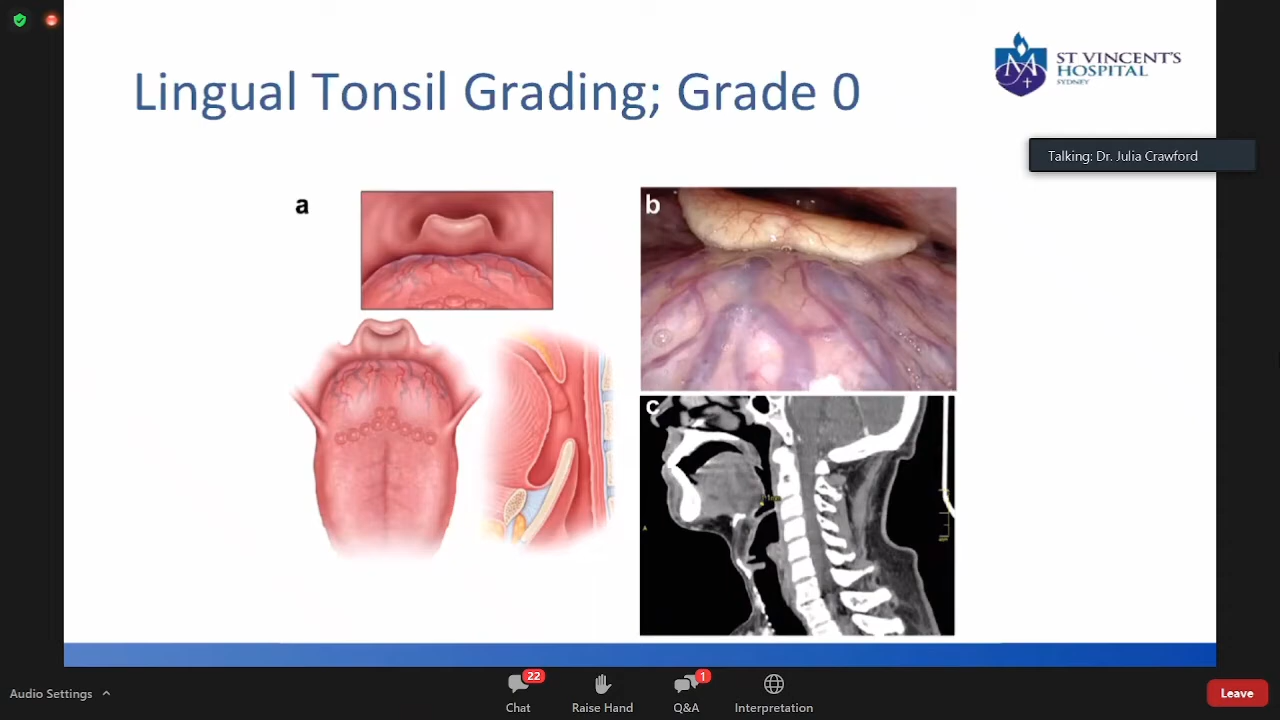 Lingual Tonsil Grading; Grade 0
ST VINCENT'S
HOSPITAL
SYDNEY
Talking: Dr. Julia Crawford
a
b
c
A
Audio Settings
22
Chat
Raise Hand
1
Q&A
Interpretation
Leave